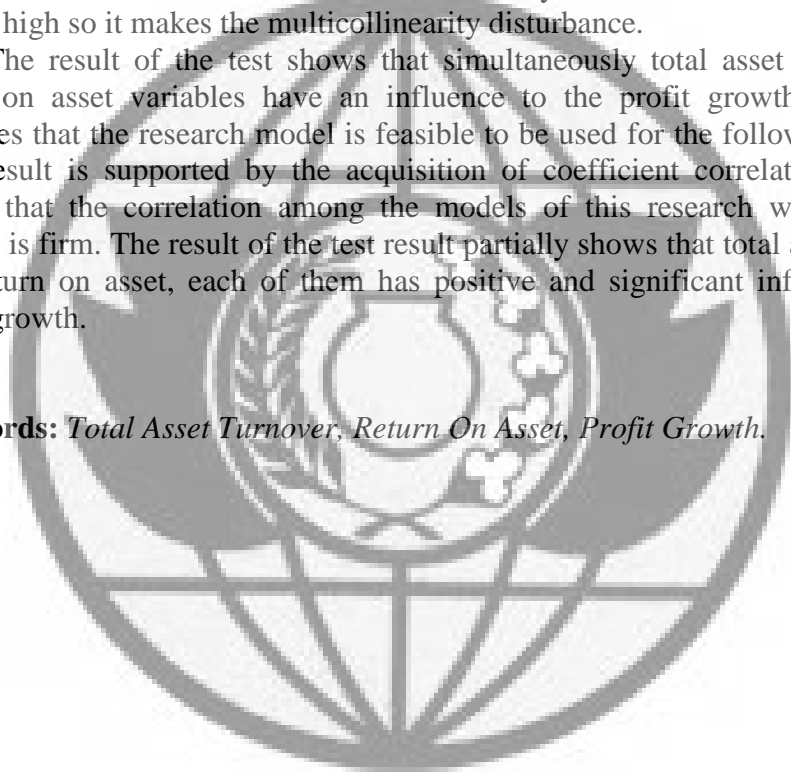 high so it makes the multicollinearity disturbance.
The result of the test shows that simultaneously total asset
on asset variables have an influence to the profit growth
es that the research model is feasible to be used for the follow
esult is supported by the acquisition of coefficient correlat
that the correlation among the models of this research w
is firm. The result of the test result partially shows that total a
turn on asset, each of them has positive and significant inf
growth.
ords: Total Asset Turnover, Return On Asset, Profit Growth.